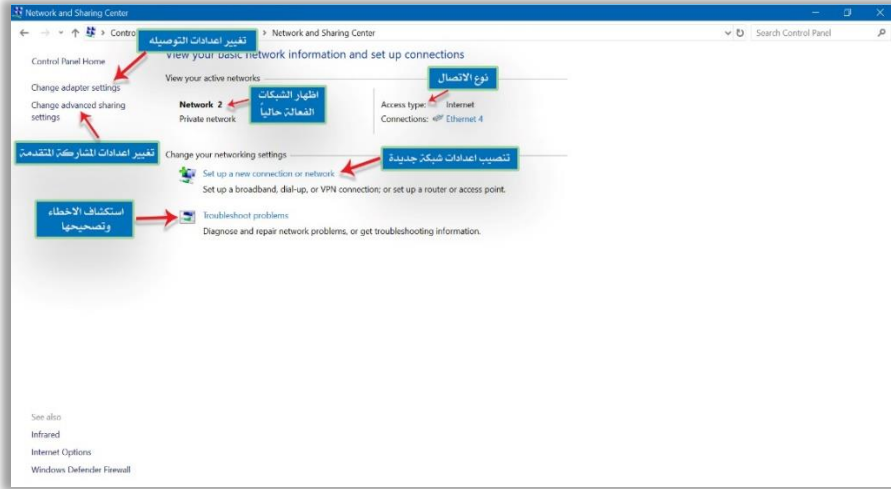 Network and Sharing Center
تغيير اعدادات التوصيله
Network and Sharing Center
Search Control Panel
Control Panel Home
View your basic network information and set up connections
View your active networks
نوع الاتصال
Change adapter settings
Change advanced sharing
settings
Network 2
Private network
اظهار الشبكات
الفعالة حالياً
Access type: Internet
Connections: Ethernet 4
تغيير اعدادات المشاركة المتقدمة
Change your networking settings
تنصيب اعدادات شبكة جديدة
Set up a new connection or network
Set up a broadband, dial-up, or VPN connection; or set up a router or access point.
استكشاف الاخطاء
وتصحيحها
Troubleshoot problems
Diagnose and repair network problems, or get troubleshooting information.
See also
Infrared
Internet Options
Windows Defender Firewall